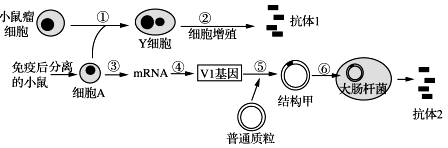 小鼠瘤
细胞
①
Y细胞
②
细胞增殖
抗体1
免疫后分离
的小鼠
细胞A
③
mRNA
④
V1基因
⑤
普通质粒
结构甲
⑥
大肠杆菌
抗体2